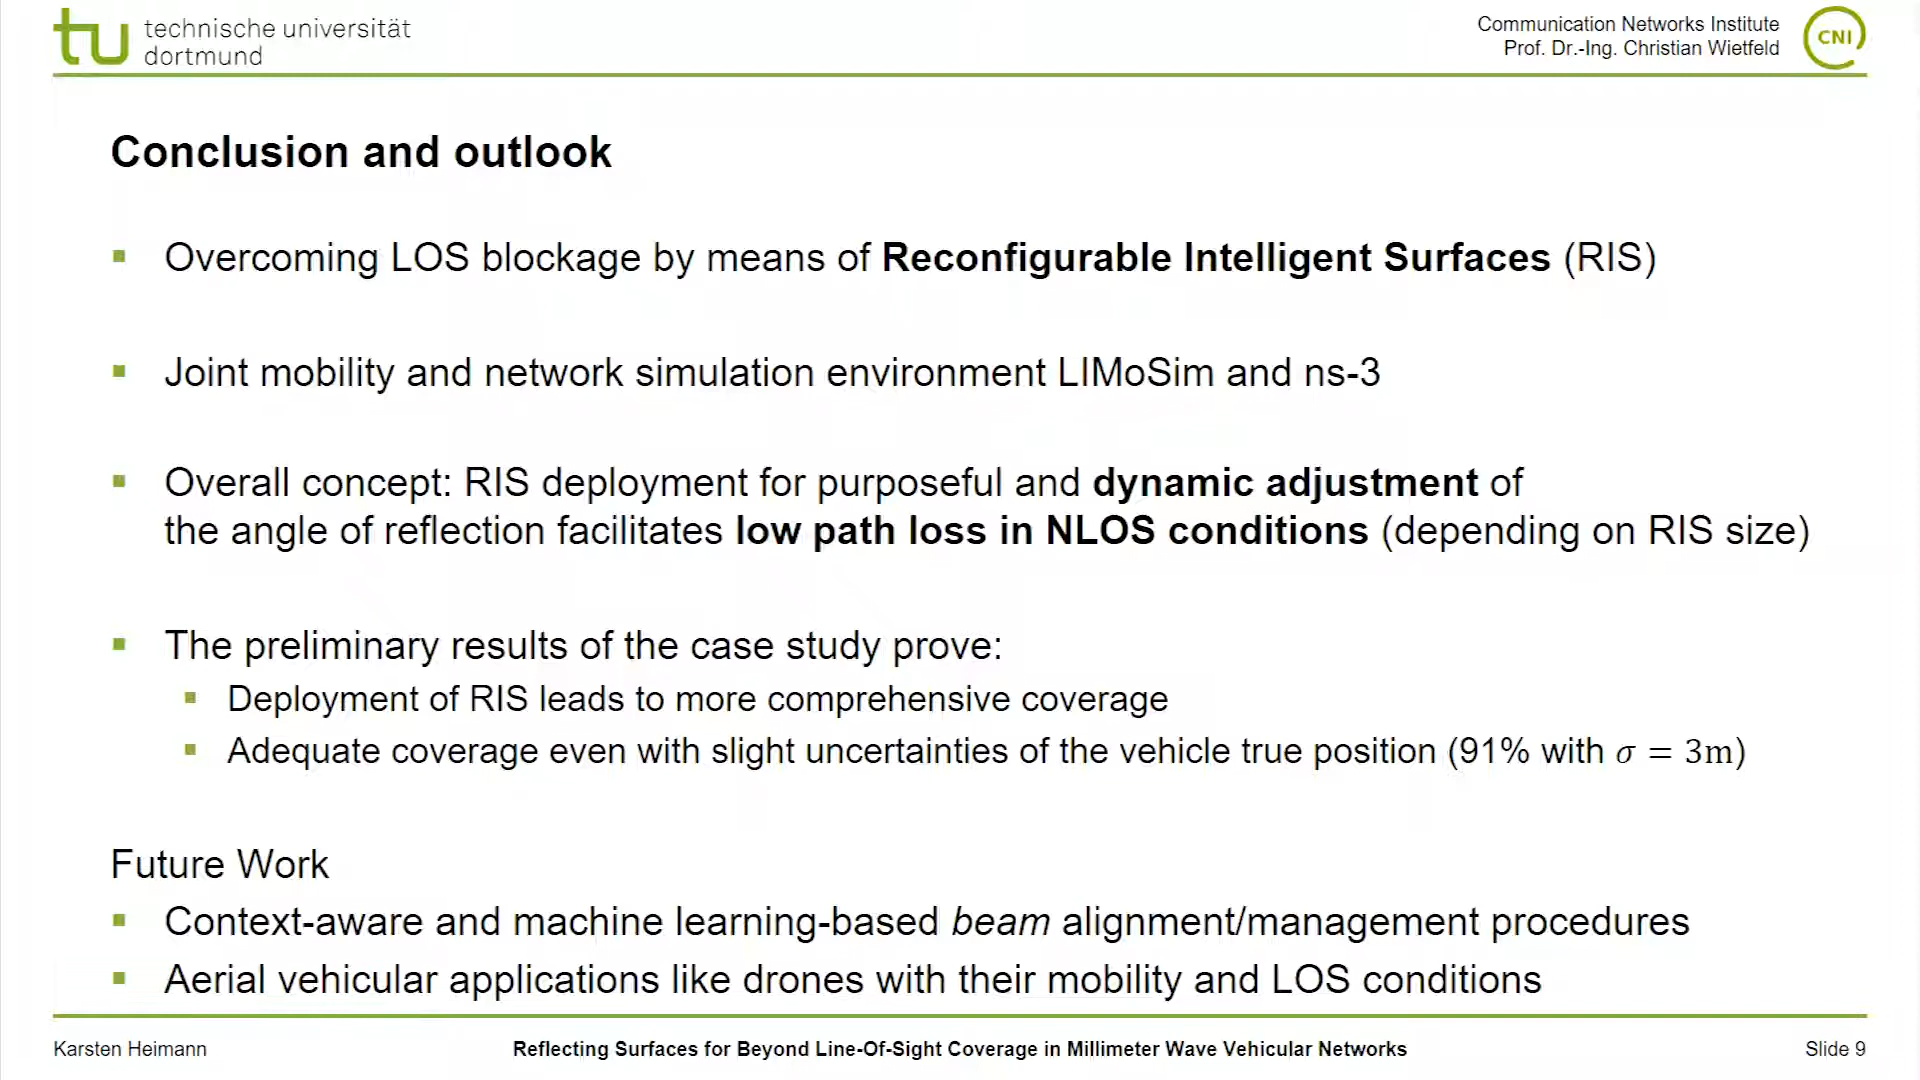 tu technische universität
dortmund
Communication Networks Institute
Prof. Dr.-Ing. Christian Wietfeld
CNI
Conclusion and outlook
Overcoming LOS blockage by means of Reconfigurable Intelligent Surfaces (RIS)
Joint mobility and network simulation environment LIMoSim and ns-3
Overall concept: RIS deployment for purposeful and dynamic adjustment of
the angle of reflection facilitates low path loss in NLOS conditions (depending on RIS size)
The preliminary results of the case study prove:
Deployment of RIS leads to more comprehensive coverage
Adequate coverage even with slight uncertainties of the vehicle true position (91% with σ = 3m)
Future Work
Context-aware and machine learning-based beam alignment/management procedures
Aerial vehicular applications like drones with their mobility and LOS conditions
Karsten Heimann
Reflecting Surfaces for Beyond Line-Of-Sight Coverage in Millimeter Wave Vehicular Networks
Slide 9